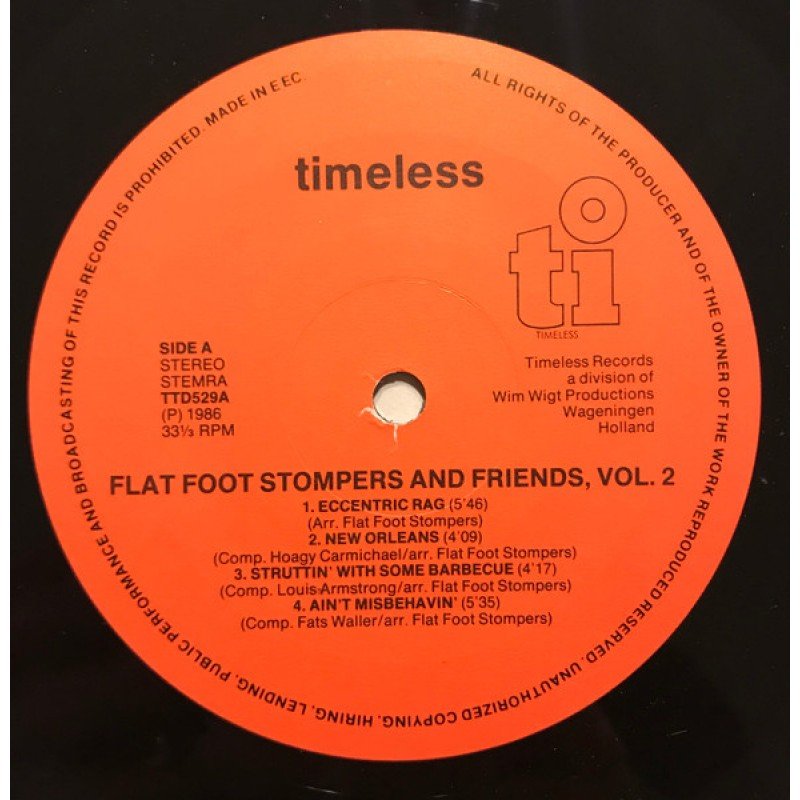 ALL RIGHTS OF THE PRODUCER AND OF THE OWNER OF THE WORK REPRODUCED RESERVED. UNAUTHORIZED COPYING, HIRING, LENDING, PUBLIC PERFORMANCE AND BROADCASTING OF THIS RECORD IS PROHIBITED. MADE IN EEC
timeless
ti
TIMELESS
SIDE A
STEREO
STEMRA
TTD529A
(P) 1986
33⅓ RPM
Timeless Records
a division of
Wim Wigt Productions
Wageningen
Holland
FLAT FOOT STOMPERS AND FRIENDS, VOL. 2
1. ECCENTRIC RAG (5'46)
(Arr. Flat Foot Stompers)
2. NEW ORLEANS (4'09)
(Comp. Hoagy Carmichael/arr. Flat Foot Stompers)
3. STRUTTIN' WITH SOME BARBECUE (4'17)
(Comp. Louis Armstrong/arr. Flat Foot Stompers)
4. AIN'T MISBEHAVIN' (5'35)
(Comp. Fats Waller/arr. Flat Foot Stompers)